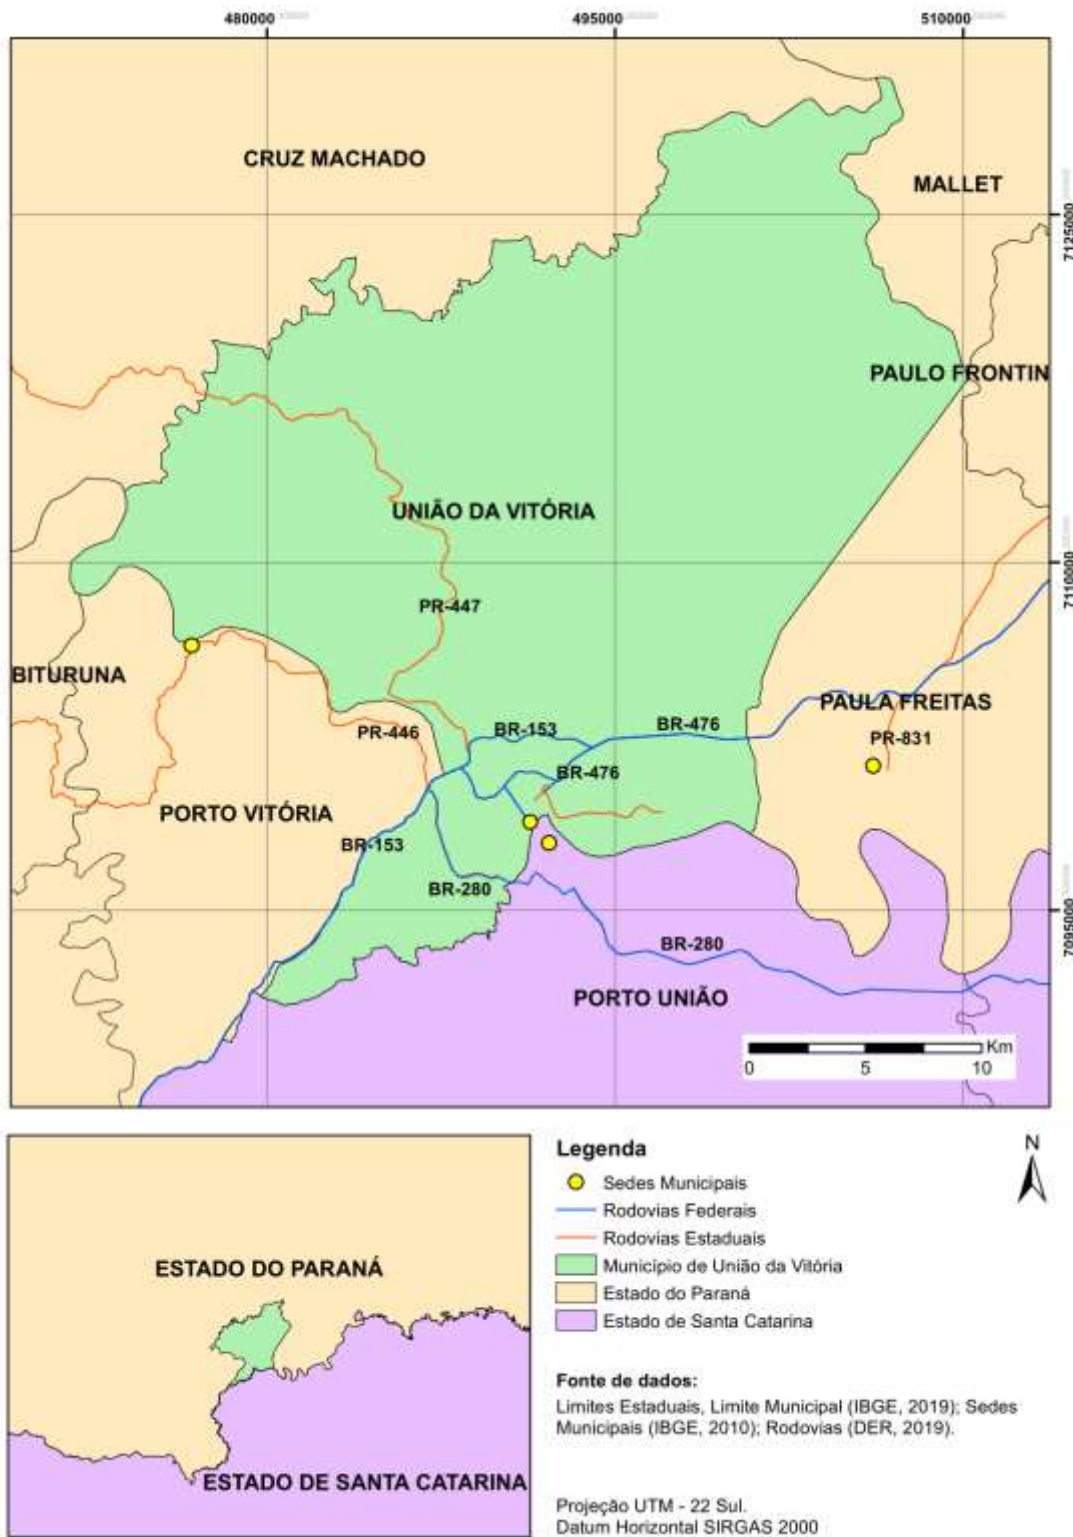 480000 495000 510000
CRUZ MACHADO
MALLET
7125000
PAULO FRONTIN
UNIÃO DA VITÓRIA
7110000
PR-447
BITURUNA
PAULA FREITAS
BR-153 BR-476
PR-446
PR-831
BR-476
PORTO VITÓRIA
BR-153
BR-280
7095000
BR-280
PORTO UNIÃO
Km
0 5 10
Legenda
N
Sedes Municipais
Rodovias Federais
Rodovias Estaduais
Município de União da Vitória
Estado do Paraná
Estado de Santa Catarina
ESTADO DO PARANÁ
ESTADO DE SANTA CATARINA
Fonte de dados:
Limites Estaduais, Limite Municipal (IBGE, 2019); Sedes
Municipais (IBGE, 2010); Rodovias (DER, 2019).
Projeção UTM - 22 Sul.
Datum Horizontal SIRGAS 2000